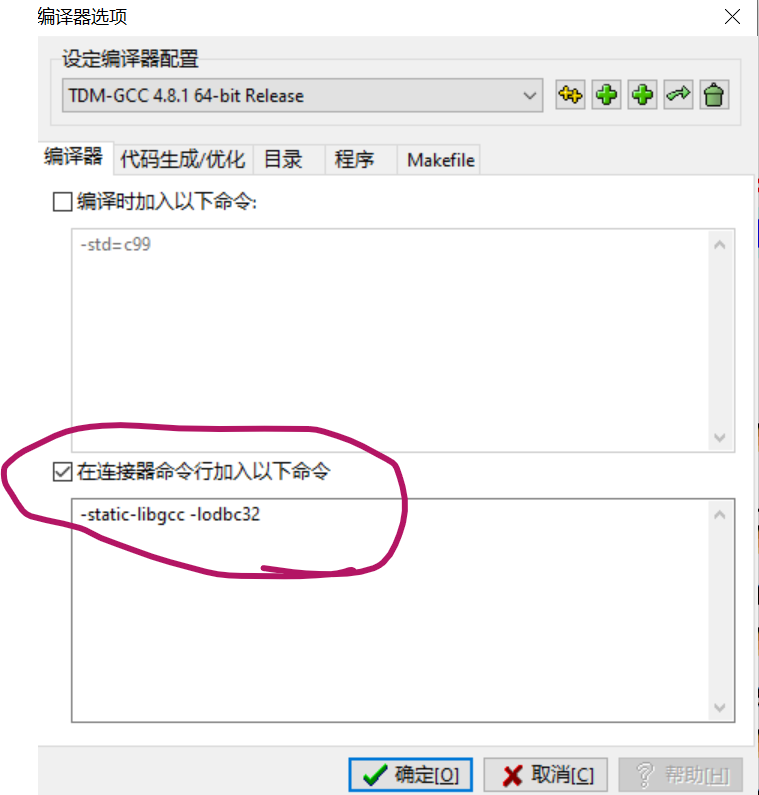 编译器选项
设定编译器配置
TDM-GCC 4.8.1 64-bit Release
编译器 代码生成/优化 目录 程序 Makefile
编译时加入以下命令:
-std=c99
在连接器命令行加入以下命令
-static-libgcc -lodbc32
确定[O] 取消[C] 帮助[H]